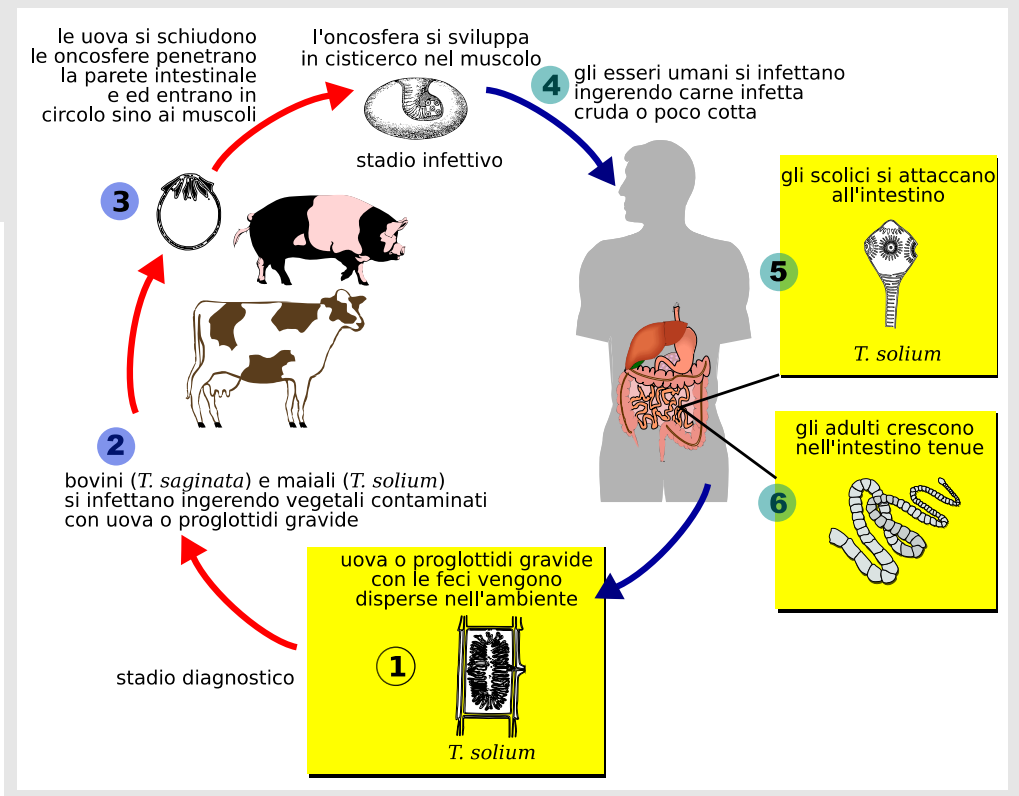 le uova si schiudono
le oncosfere penetrano
la parete intestinale
e ed entrano in
circolo sino ai muscoli
l'oncosfera si sviluppa
in cisticerco nel muscolo
stadio infettivo
4
gli esseri umani si infettano
ingerendo carne infetta
cruda o poco cotta
3
gli scolici si attaccano
all'intestino
5
T. solium
2
bovini (T. saginata) e maiali (T. solium)
si infettano ingerendo vegetali contaminati
con uova o proglottidi gravide
gli adulti crescono
nell'intestino tenue
6
uova o proglottidi gravide
con le feci vengono
disperse nell'ambiente
1
T. solium
stadio diagnostico